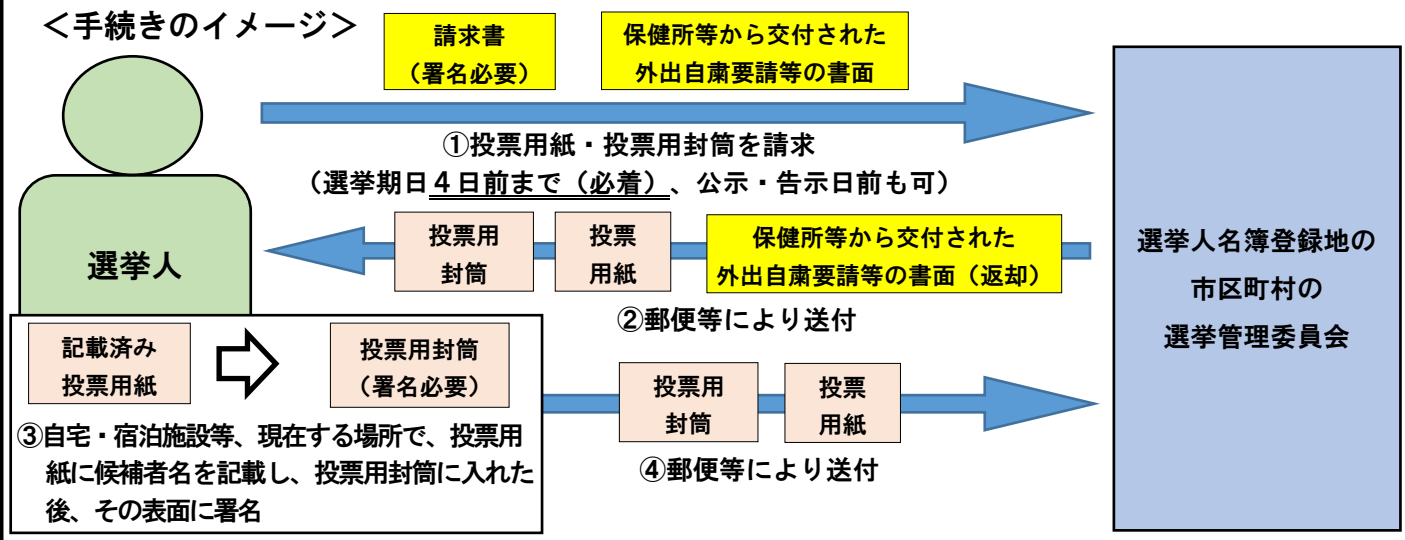 ＜手続きのイメージ＞
請求書
（署名必要）
保健所等から交付された
外出自粛要請等の書面
①投票用紙・投票用封筒を請求
（選挙期日４日前まで（必着）、公示・告示日前も可）
選挙人
投票用
封筒
投票
用紙
保健所等から交付された
外出自粛要請等の書面（返却）
②郵便等により送付
選挙人名簿登録地の
市区町村の
選挙管理委員会
記載済み
投票用紙
投票用封筒
（署名必要）
③自宅・宿泊施設等、現在する場所で、投票用
紙に候補者名を記載し、投票用封筒に入れた
後、その表面に署名
投票用
封筒
投票
用紙
④郵便等により送付